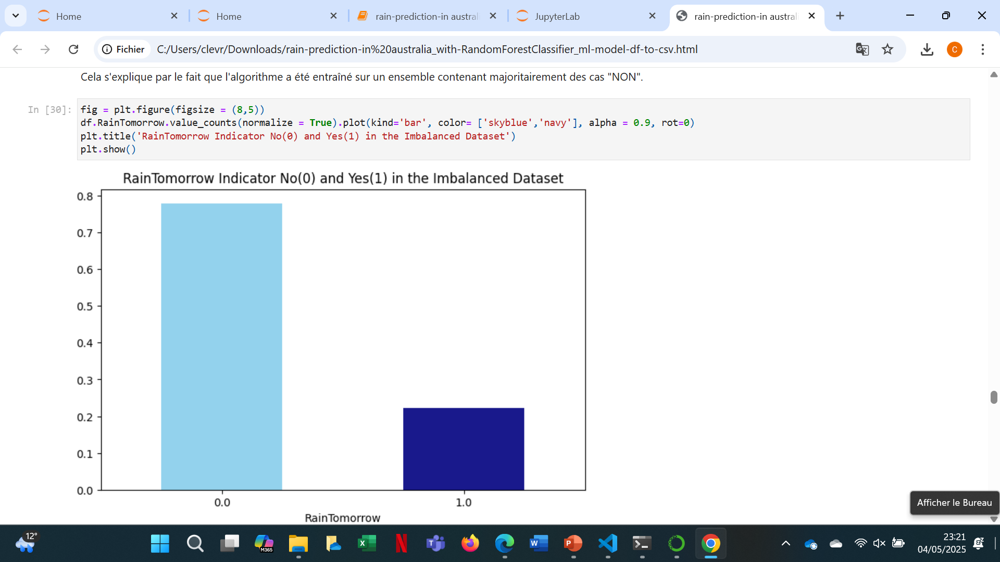 Home
Home
rain-prediction-in austral
JupyterLab
rain-prediction-in austral
Fichier
C:/Users/clevr/Downloads/rain-prediction-in%20australia_with-RandomForestClassifier_ml-model-df-to-csv.html
C
Cela s'explique par le fait que l'algorithme a été entraîné sur un ensemble contenant majoritairement des cas "NON".
In [30]:
fig = plt.figure(figsize = (8,5))
df.RainTomorrow.value_counts(normalize = True).plot(kind='bar', color= ['skyblue','navy'], alpha = 0.9, rot=0)
plt.title('RainTomorrow Indicator No(0) and Yes(1) in the Imbalanced Dataset')
plt.show()
RainTomorrow Indicator No(0) and Yes(1) in the Imbalanced Dataset
0.8
0.7
0.6
0.5
0.4
0.3
0.2
0.1
0.0
0.0 1.0
RainTomorrow
Afficher le Bureau
12°
M365
23:21
04/05/2025